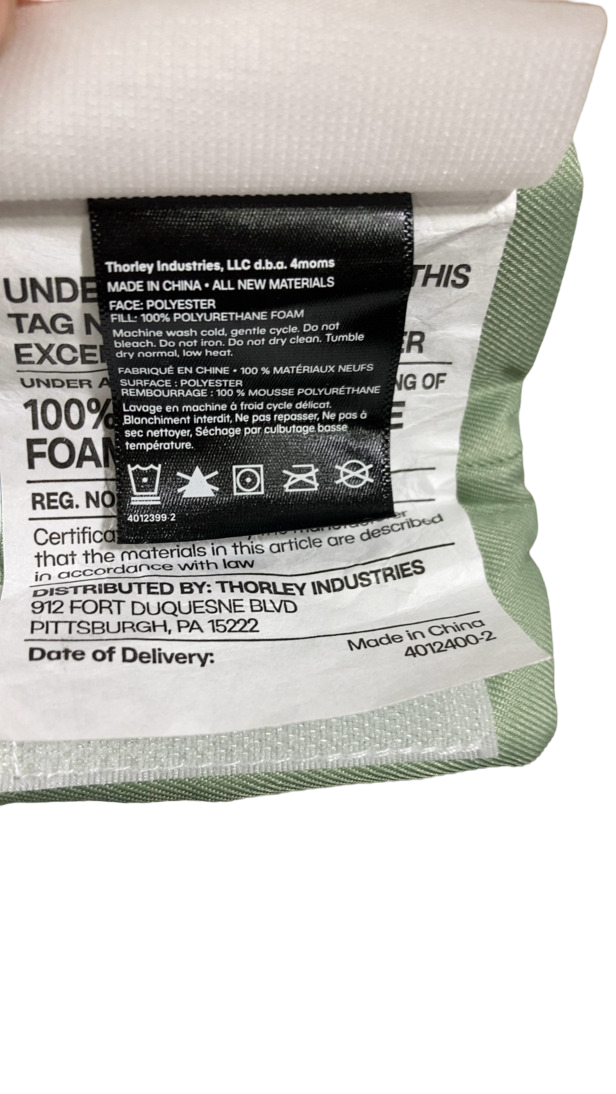 Thorley Industries, LLC d.b.a. 4moms
MADE IN CHINA • ALL NEW MATERIALS
FACE: POLYESTER
FILL: 100% POLYURETHANE FOAM
Machine wash cold, gentle cycle. Do not
bleach. Do not iron. Do not dry clean. Tumble
dry normal, low heat.
FABRIQUÉ EN CHINE • 100 % MATÉRIAUX NEUFS
SURFACE : POLYESTER
REMBOURRAGE : 100 % MOUSSE POLYURÉTHANE
Lavage en machine à froid cycle délicat.
Blanchiment interdit, Ne pas repasser, Ne pas à
sec nettoyer, Séchage par culbutage basse
température.
4012399-2
UNDE THIS
TAG N
EXCE ER
UNDER A NG OF
100% E
FOA
REG. NO
Certifica
that the materials in this article are described
in accordance with law
DISTRIBUTED BY: THORLEY INDUSTRIES
912 FORT DUQUESNE BLVD
PITTSBURGH, PA 15222
Date of Delivery:
Made in China
4012400-2